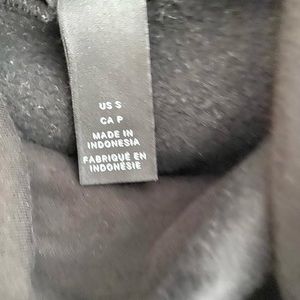 US S
CA P
MADE IN
INDONESIA
FABRIQUÉ EN
INDONÉSIE